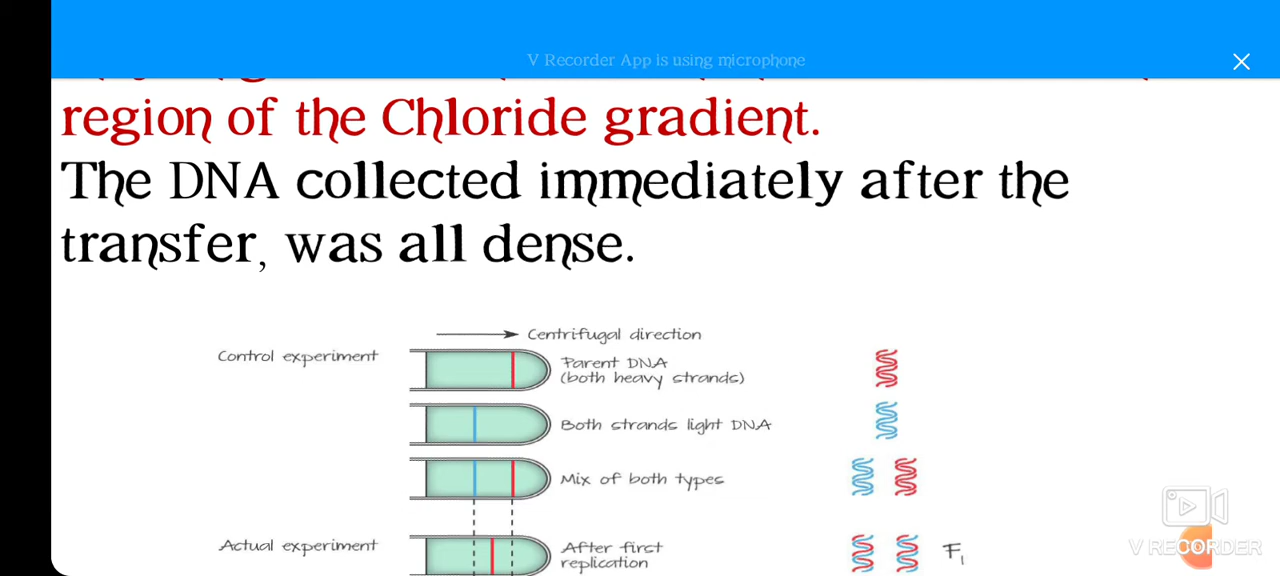 V Recorder App is using microphone
region of the Chloride gradient.
The DNA collected immediately after the
transfer, was all dense.
Centrifugal direction
Control experiment
Parent DNA
(both heavy strands)
Both strands light DNA
Mix of both types
Actual experiment
After first
replication
F₁
V RECORDER